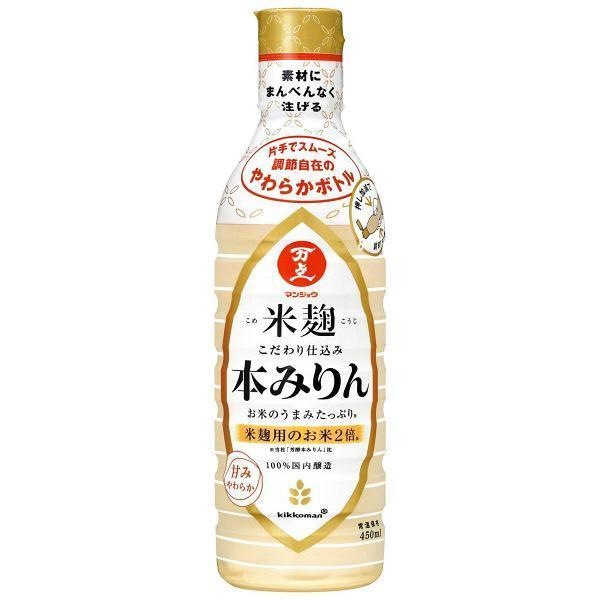 素材に
まんべんなく
注げる
片手でスムーズ
調節自在の
やわらかボトル
押し加減で
万上
マンジョウ
米麹
こめ こうじ
こだわり仕込み
本みりん
お米のうまみたっぷり※
米麹用のお米2倍※
※当社「芳醇本みりん」比
100%国内醸造
甘み
やわらか
kikkoman®
常温保存
450ml